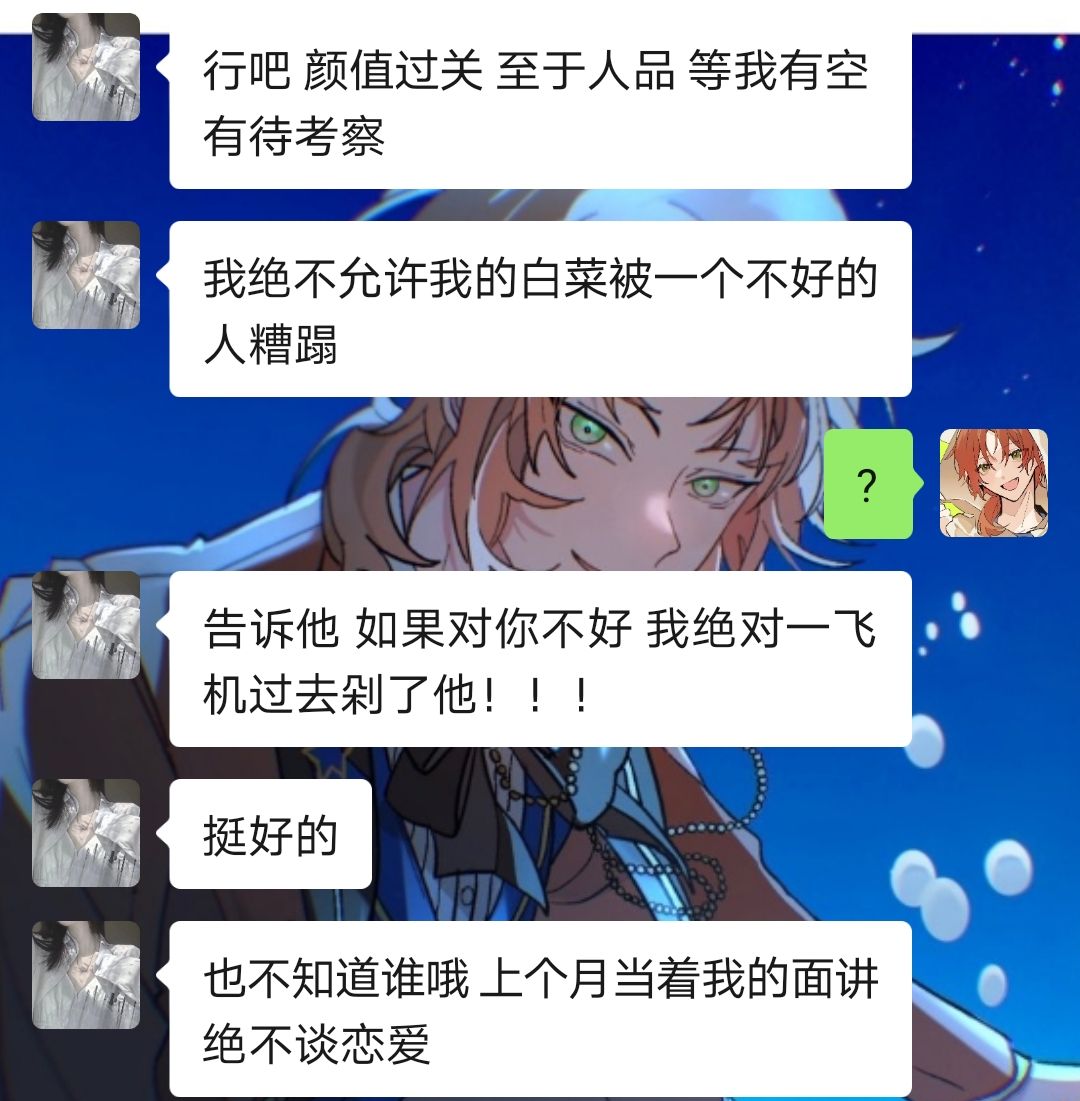 行吧 颜值过关 至于人品 等我有空
有待考察
我绝不允许我的白菜被一个不好的
人糟蹋
？
告诉他 如果对你不好 我绝对一飞
机过去剁了他！！！
挺好的
也不知道谁哦 上个月当着我的面讲
绝不谈恋爱